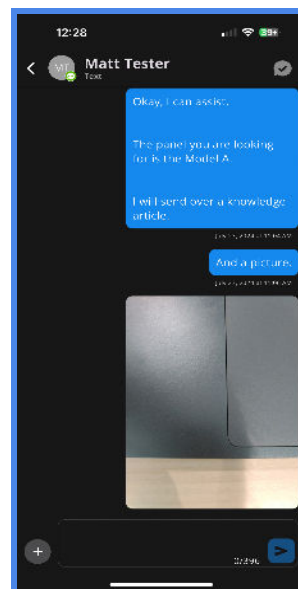 12:28
Matt Tester
Text
Okay, I can assist.
The panel you are looking
for is the Model A
I will send over a knowledge
article.
And a picture.